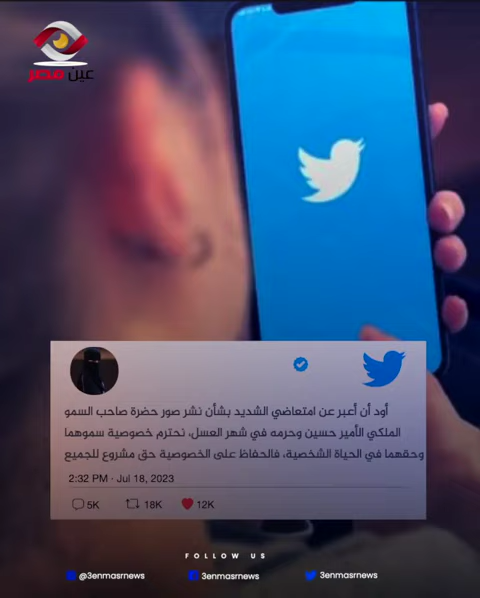 عين مصر
أود أن أعبر عن امتعاضي الشديد بشأن نشر صور حضرة صاحب السمو
الملكي الأمير حسين وحرمه في شهر العسل، نحترم خصوصية سموهما
وحقهما في الحياة الشخصية، فالحفاظ على الخصوصية حق مشروع للجميع
2:32 PM · Jul 18, 2023
5K 18K 12K
FOLLOW US
@3enmasrnews 3enmasrnews 3enmasrnews